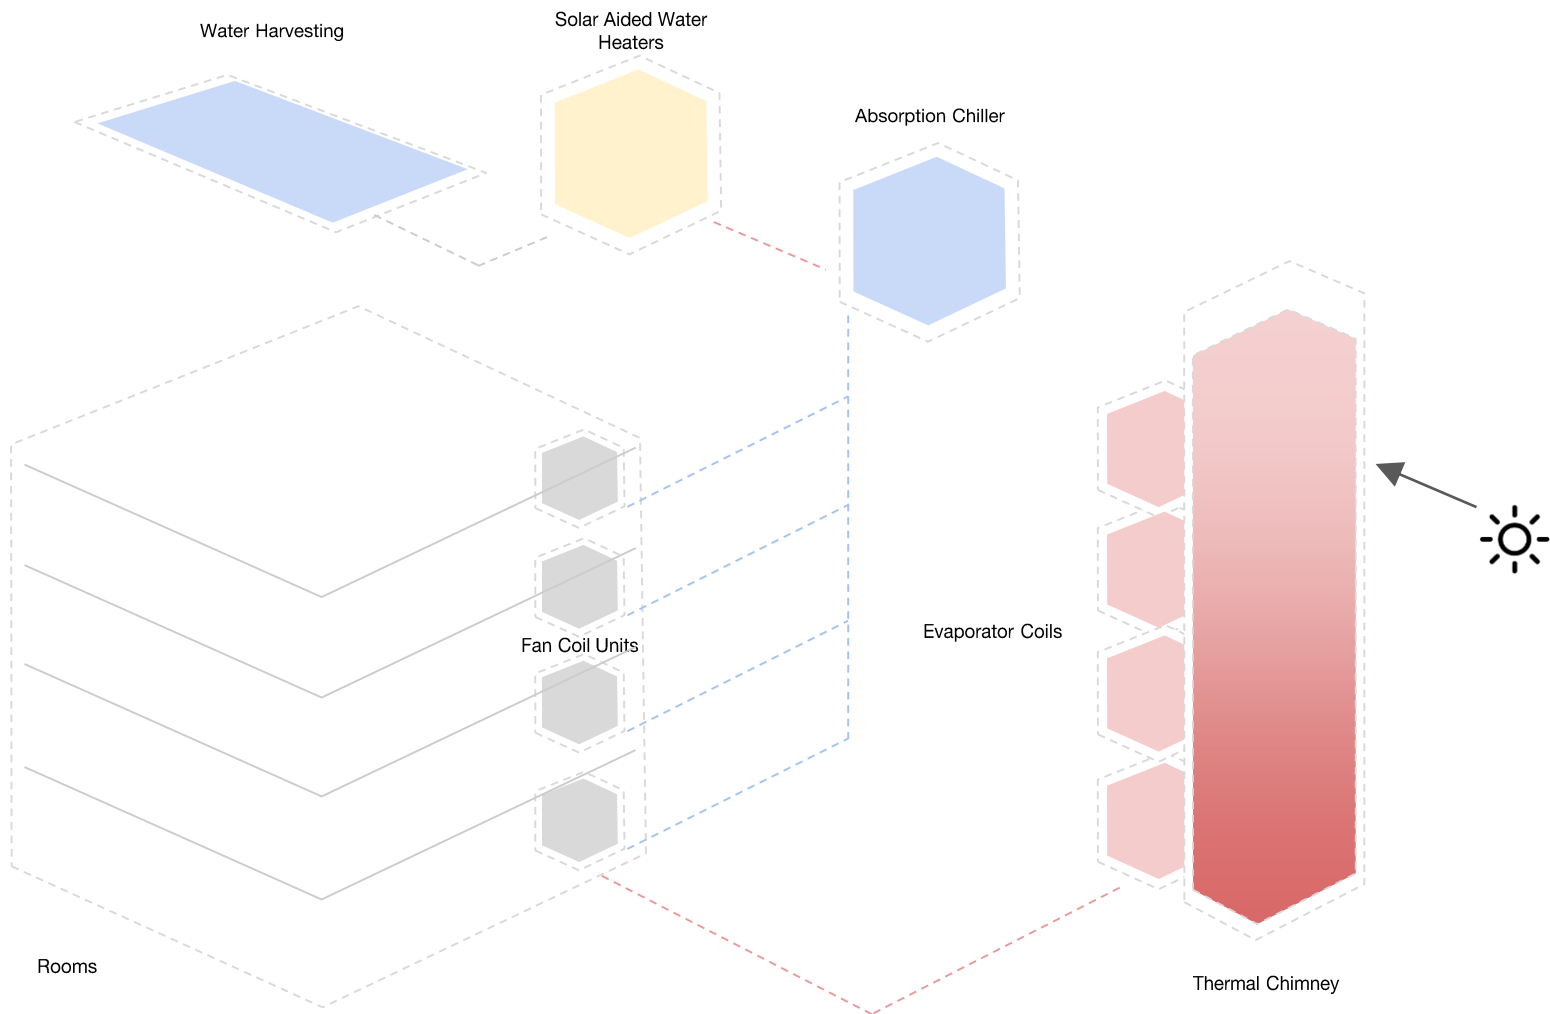 Water Harvesting
Solar Aided Water
Heaters
Absorption Chiller
Fan Coil Units
Evaporator Coils
Rooms
Thermal Chimney